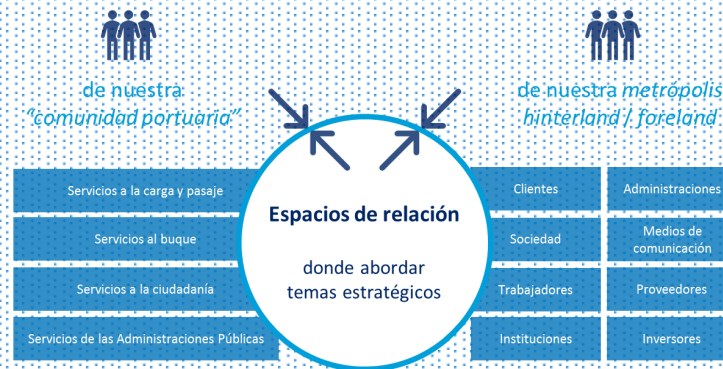 de nuestra
"comunidad portuaria"
de nuestra metrópolis
hinterland / foreland
Servicios a la carga y pasaje
Servicios al buque
Servicios a la ciudadanía
Servicios de las Administraciones Públicas
Espacios de relación
donde abordar
temas estratégicos
Clientes
Administraciones
Sociedad
Medios de
comunicación
Trabajadores
Proveedores
Instituciones
Inversores